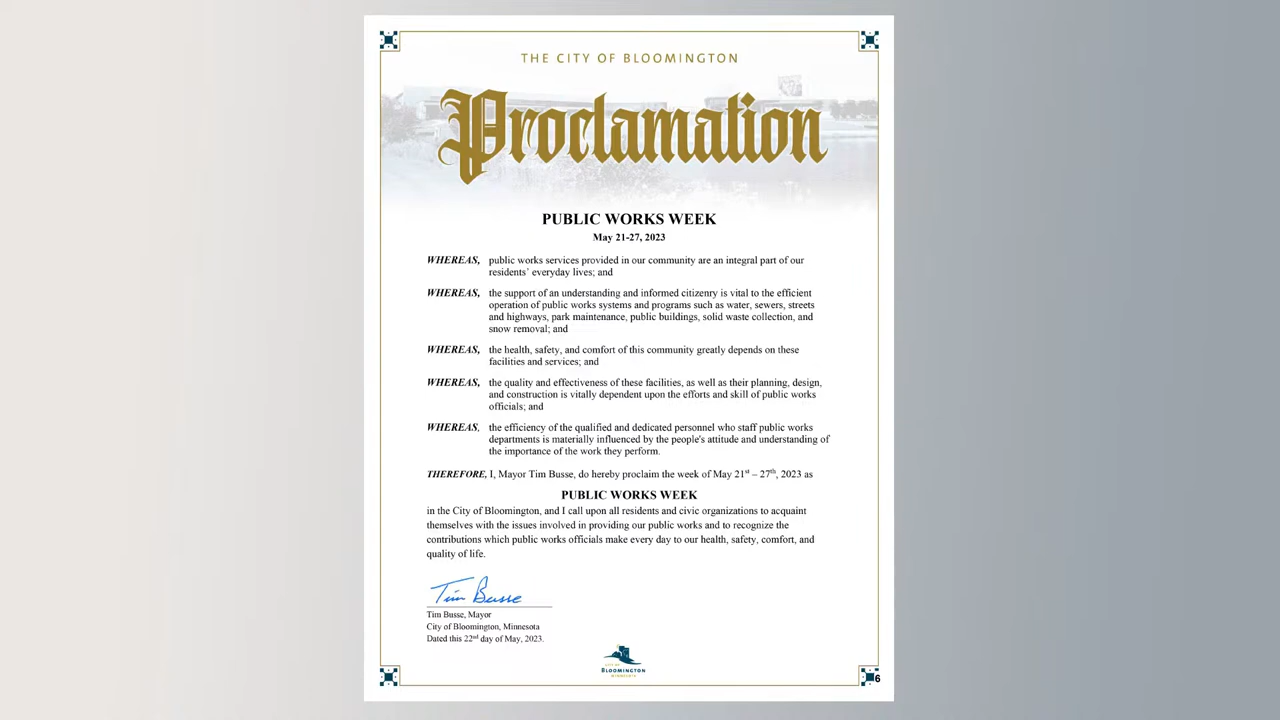 THE CITY OF BLOOMINGTON
Proclamation
PUBLIC WORKS WEEK
May 21-27, 2023
WHEREAS, public works services provided in our community are an integral part of our
residents' everyday lives; and
WHEREAS, the support of an understanding and informed citizenry is vital to the efficient
operation of public works systems and programs such as water, sewers, streets
and highways, park maintenance, public buildings, solid waste collection, and
snow removal; and
WHEREAS, the health, safety, and comfort of this community greatly depends on these
facilities and services; and
WHEREAS, the quality and effectiveness of these facilities, as well as their planning, design,
and construction is vitally dependent upon the efforts and skill of public works
officials; and
WHEREAS, the efficiency of the qualified and dedicated personnel who staff public works
departments is materially influenced by the people's attitude and understanding of
the importance of the work they perform.
THEREFORE, I, Mayor Tim Busse, do hereby proclaim the week of May 21st – 27th, 2023 as
PUBLIC WORKS WEEK
in the City of Bloomington, and I call upon all residents and civic organizations to acquaint
themselves with the issues involved in providing our public works and to recognize the
contributions which public works officials make every day to our health, safety, comfort, and
quality of life.
Tim Busse
Tim Busse, Mayor
City of Bloomington, Minnesota
Dated this 22nd day of May, 2023.
CITY OF
BLOOMINGTON
MINNESOTA
6